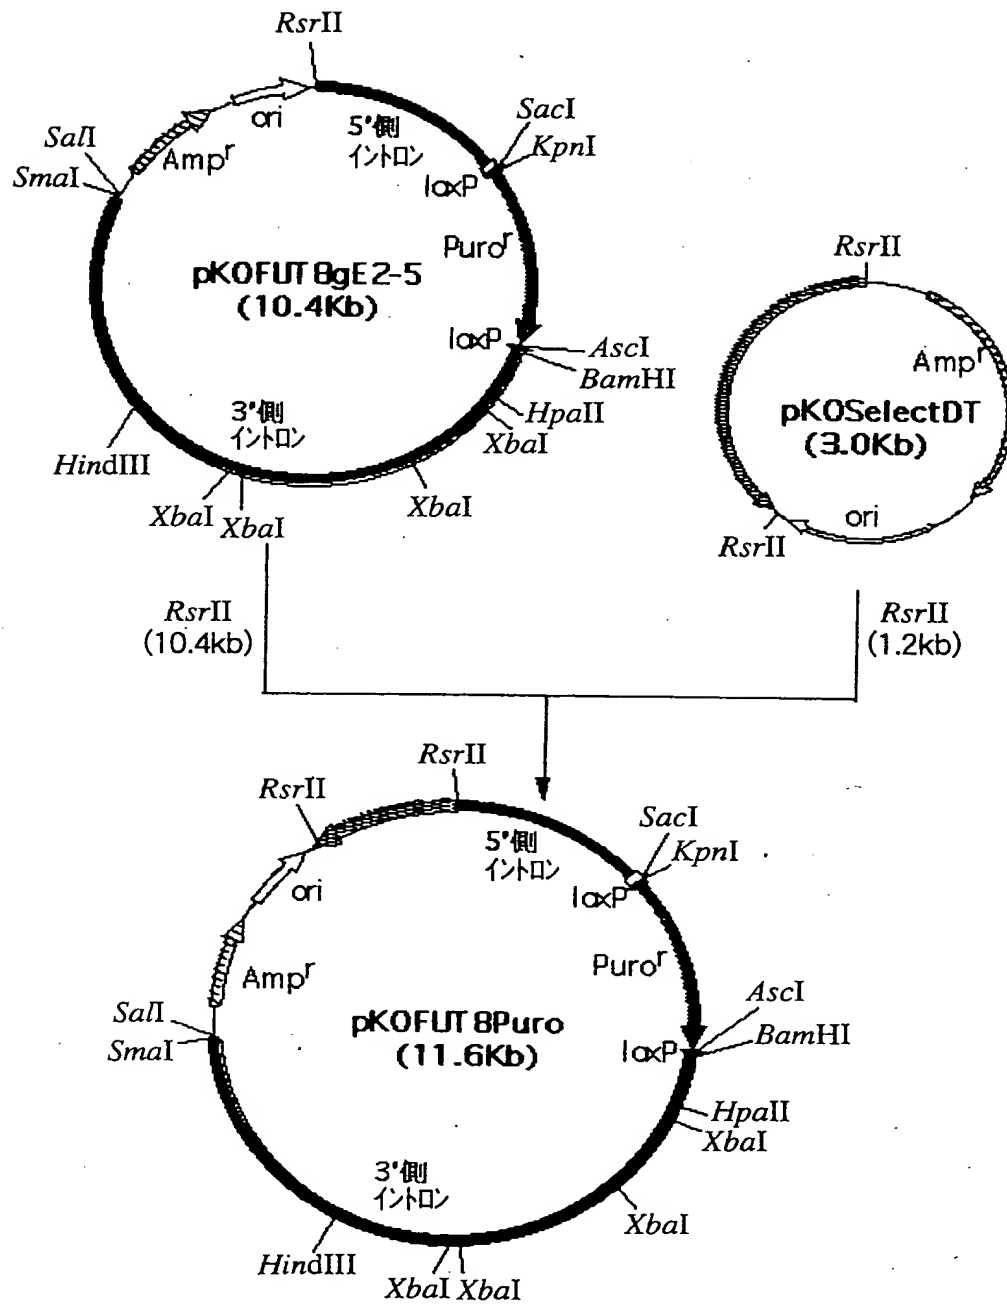 RsrII
SacI
KpnI
5'側
イントロン
ori
Ampʳ
SalI
SmaI
loxP
Puroʳ
pKOFUT8gE2-5
(10.4Kb)
loxP
AscI
BamHI
HpaII
XbaI
3'側
イントロン
HindIII
XbaI
XbaI
XbaI
RsrII
Ampʳ
pKOSelectDT
(3.0Kb)
ori
RsrII
RsrII
(10.4kb)
RsrII
(1.2kb)
RsrII
RsrII
SacI
KpnI
5'側
イントロン
ori
loxP
Ampʳ
Puroʳ
SalI
SmaI
pKOFUT8Puro
(11.6Kb)
AscI
BamHI
loxP
HpaII
XbaI
3'側
イントロン
XbaI
HindIII
XbaI
XbaI